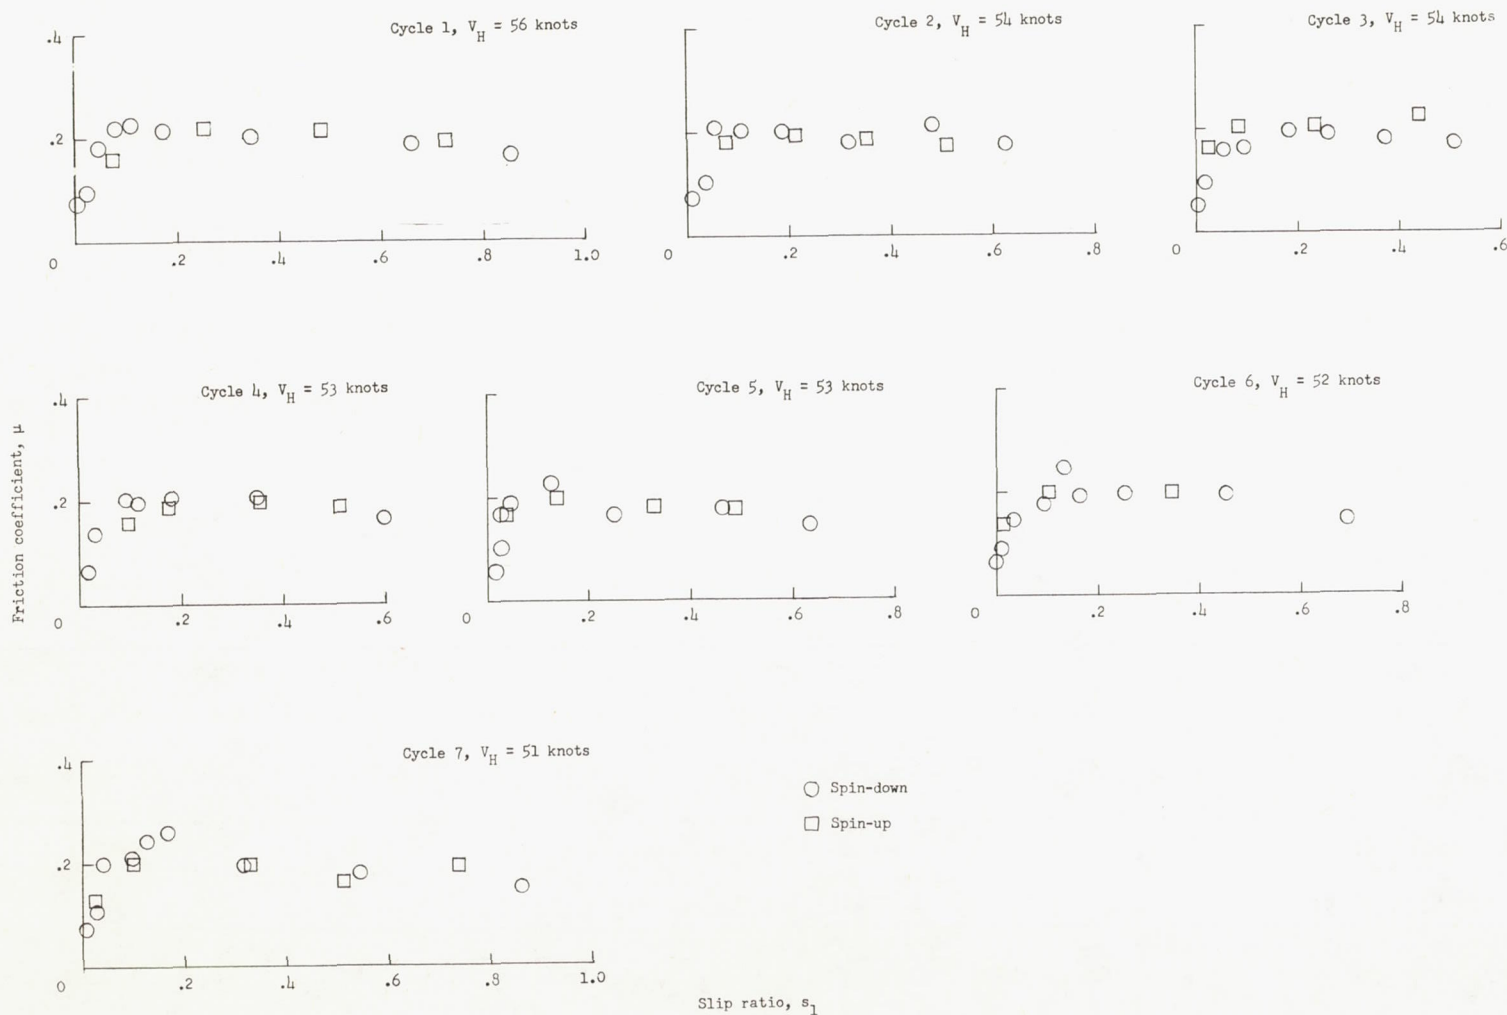 Cycle 1, V_H = 56 knots
Cycle 2, V_H = 54 knots
Cycle 3, V_H = 54 knots
.4
.2
0 .2 .4 .6 .8 1.0
0 .2 .4 .6 .8
0 .2 .4 .6
Cycle 4, V_H = 53 knots
Cycle 5, V_H = 53 knots
Cycle 6, V_H = 52 knots
.4
.2
Friction coefficient, μ
0 .2 .4 .6
0 .2 .4 .6 .8
0 .2 .4 .6 .8
Cycle 7, V_H = 51 knots
.4
.2
Spin-down
Spin-up
0 .2 .4 .6 .8 1.0
Slip ratio, s_1